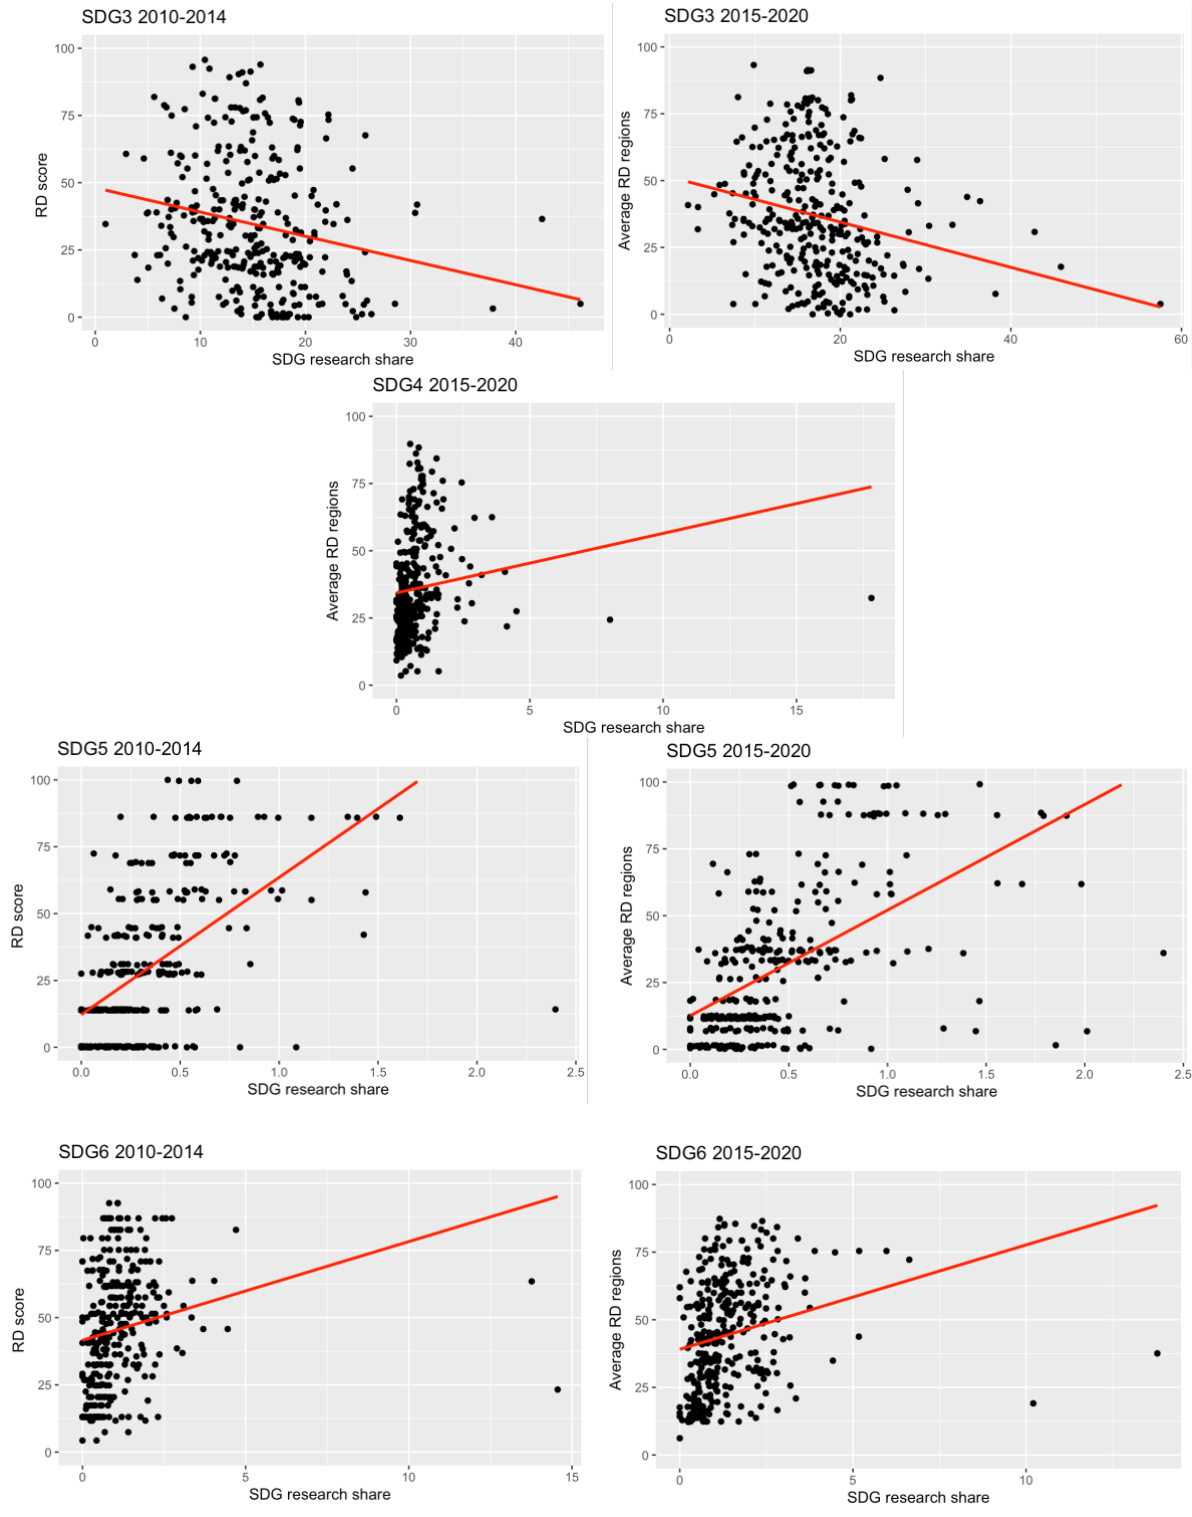 SDG3 2010-2014
100
75
50
25
0
RD score
0 10 20 30 40
SDG research share
SDG3 2015-2020
100
75
50
25
0
Average RD regions
0 20 40 60
SDG research share
SDG4 2015-2020
100
75
50
25
0
Average RD regions
0 5 10 15
SDG research share
SDG5 2010-2014
100
75
50
25
0
RD score
0.0 0.5 1.0 1.5 2.0 2.5
SDG research share
SDG5 2015-2020
100
75
50
25
0
Average RD regions
0.0 0.5 1.0 1.5 2.0 2.5
SDG research share
SDG6 2010-2014
100
75
50
25
0
RD score
0 5 10 15
SDG research share
SDG6 2015-2020
100
75
50
25
0
Average RD regions
0 5 10
SDG research share